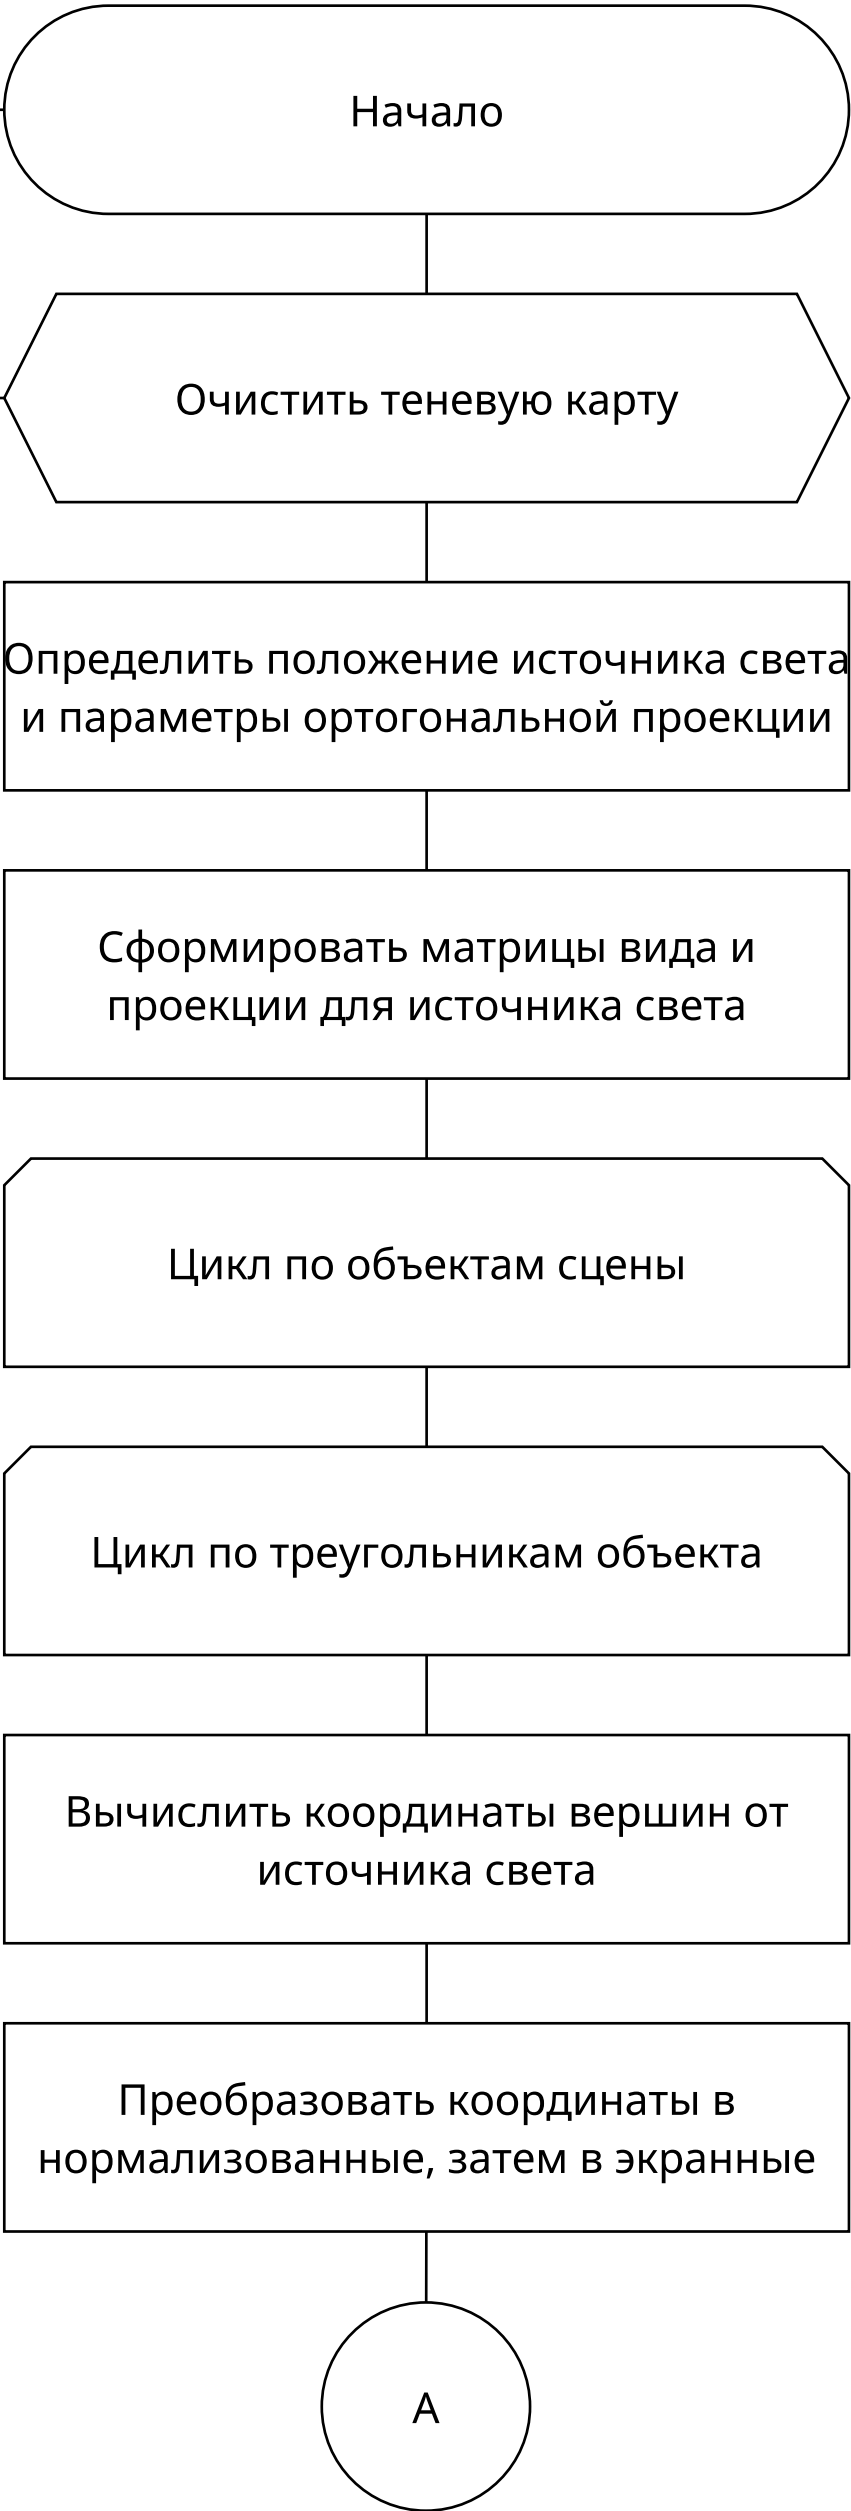 Начало
Очистить теневую карту
Определить положение источника света
и параметры ортогональной проекции
Сформировать матрицы вида и
проекции для источника света
Цикл по объектам сцены
Цикл по треугольникам объекта
Вычислить координаты вершин от
источника света
Преобразовать координаты в
нормализованные, затем в экранные
А